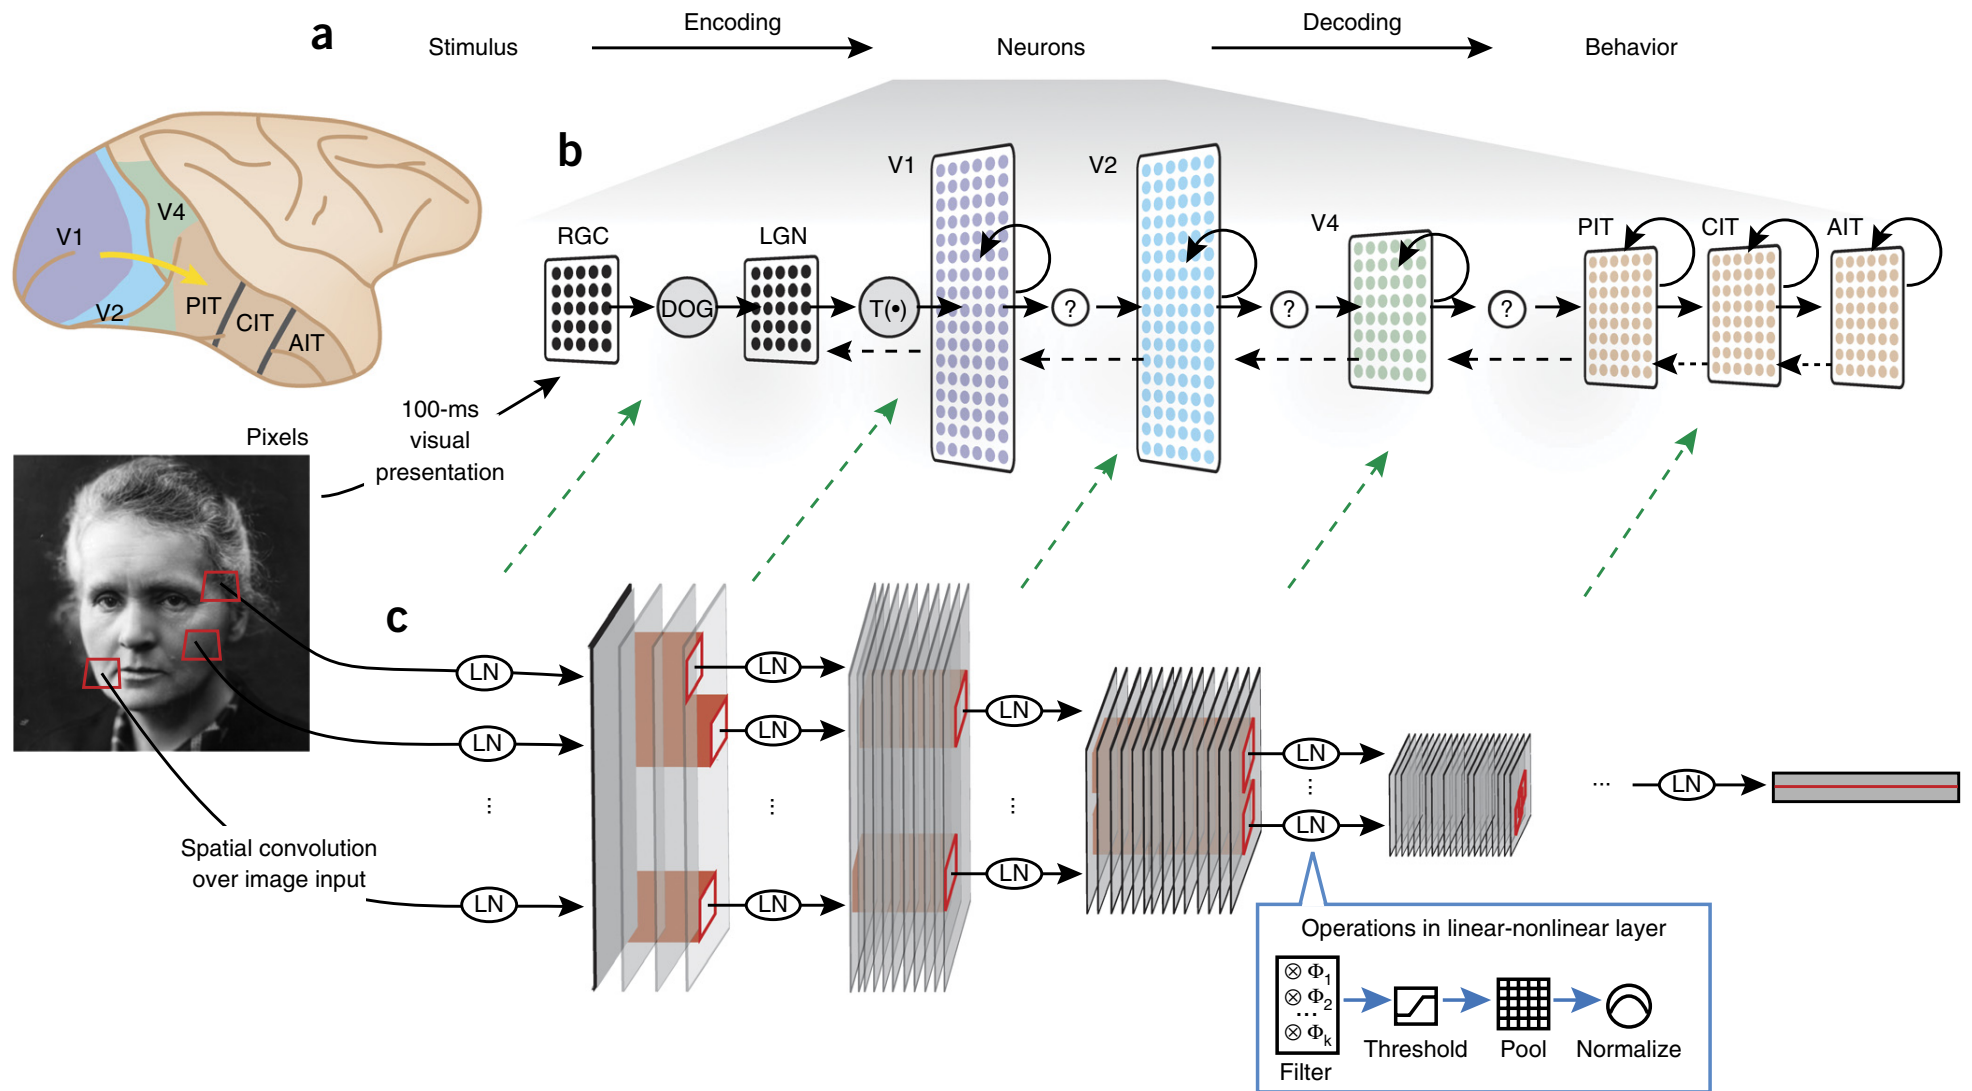 a
Stimulus
Encoding
Neurons
Decoding
Behavior
b
V1
V2
V4
PIT
CIT
AIT
RGC
LGN
V1
V2
V4
PIT
CIT
AIT
DOG
T(•)
?
?
?
100-ms
visual
presentation
Pixels
c
LN
LN
LN
LN
LN
LN
LN
LN
LN
LN
LN
...
...
...
...
...
Spatial convolution
over image input
Operations in linear-nonlinear layer
⊗ Φ1
⊗ Φ2
...
⊗ Φk
Filter
Threshold
Pool
Normalize